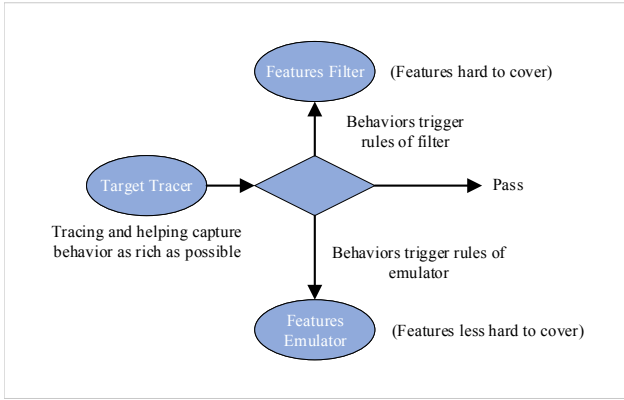 Features Filter
(Features hard to cover)
Behaviors trigger
rules of filter
Target Tracer
Pass
Tracing and helping capture
behavior as rich as possible
Behaviors trigger rules of
emulator
Features
Emulator
(Features less hard to cover)